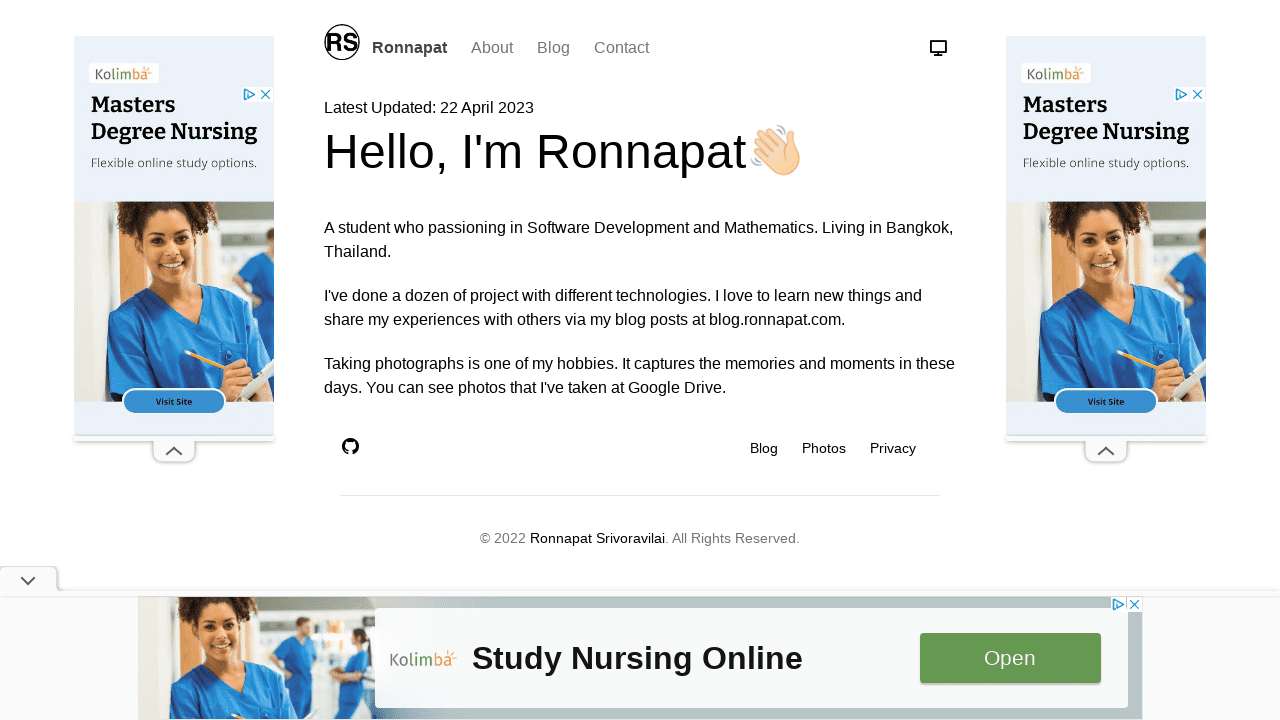 RS Ronnapat About Blog Contact
Latest Updated: 22 April 2023
Hello, I'm Ronnapat👋🏻
A student who passioning in Software Development and Mathematics. Living in Bangkok,
Thailand.
I've done a dozen of project with different technologies. I love to learn new things and
share my experiences with others via my blog posts at blog.ronnapat.com.
Taking photographs is one of my hobbies. It captures the memories and moments in these
days. You can see photos that I've taken at Google Drive.
Blog Photos Privacy
© 2022 Ronnapat Srivoravilai. All Rights Reserved.
Kolimba
Masters
Degree Nursing
Flexible online study options.
Visit Site
Kolimba
Masters
Degree Nursing
Flexible online study options.
Visit Site
Kolimba
Study Nursing Online
Open